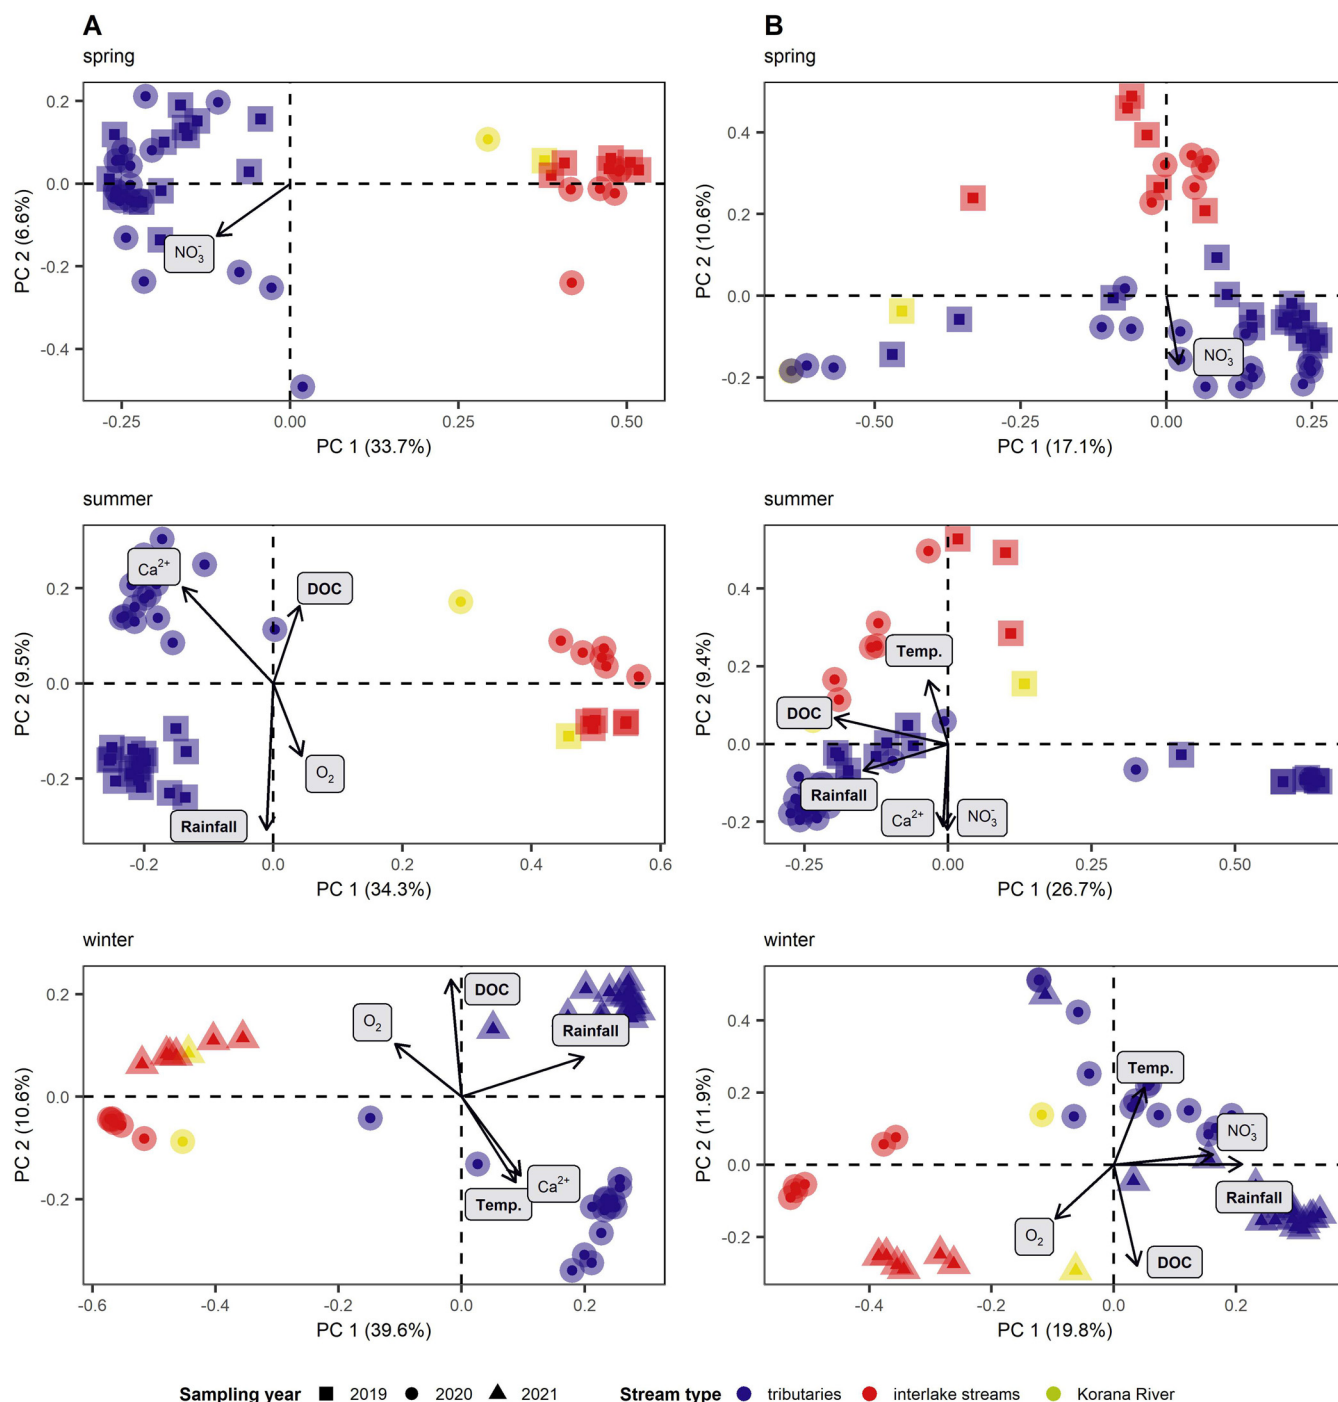 A
B
spring
spring
PC 2 (6.6%)
0.2
0.0
-0.2
-0.4
NO₃⁻
-0.25
0.00
0.25
0.50
PC 1 (33.7%)
PC 2 (10.6%)
0.4
0.2
0.0
-0.2
NO₃⁻
-0.50
-0.25
0.00
0.25
PC 1 (17.1%)
summer
summer
PC 2 (9.5%)
0.2
0.0
-0.2
Ca²⁺
DOC
O₂
Rainfall
-0.2
0.0
0.2
0.4
0.6
PC 1 (34.3%)
PC 2 (9.4%)
0.4
0.2
0.0
-0.2
Temp.
DOC
Rainfall
Ca²⁺
NO₃⁻
-0.25
0.00
0.25
0.50
PC 1 (26.7%)
winter
winter
PC 2 (10.6%)
0.2
0.0
-0.2
DOC
O₂
Rainfall
Ca²⁺
Temp.
-0.6
-0.4
-0.2
0.0
0.2
PC 1 (39.6%)
PC 2 (11.9%)
0.4
0.2
0.0
-0.2
Temp.
NO₃⁻
Rainfall
O₂
DOC
-0.4
-0.2
0.0
0.2
PC 1 (19.8%)
Sampling year 2019 2020 2021 Stream type tributaries interlake streams Korana River